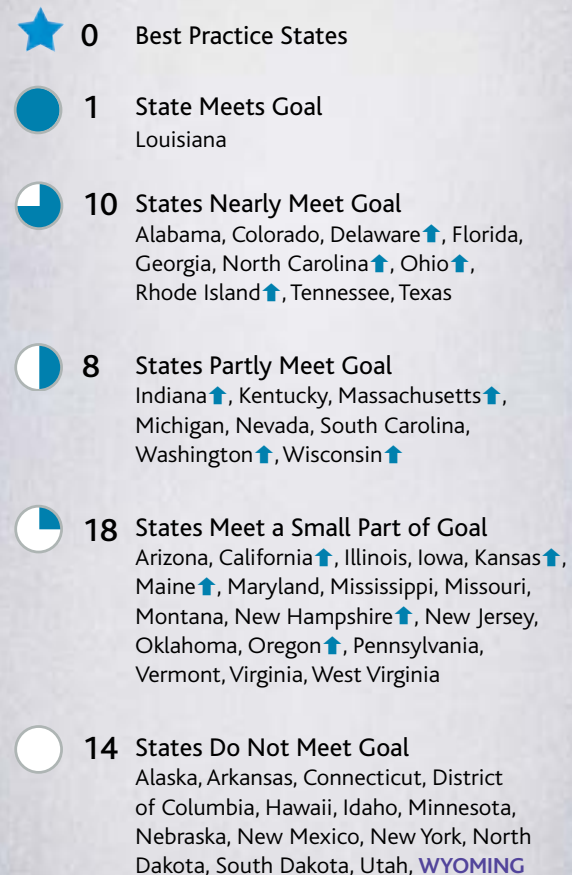 0 Best Practice States
1 State Meets Goal
Louisiana
10 States Nearly Meet Goal
Alabama, Colorado, Delaware⬆, Florida,
Georgia, North Carolina⬆, Ohio⬆,
Rhode Island⬆, Tennessee, Texas
8 States Partly Meet Goal
Indiana⬆, Kentucky, Massachusetts⬆,
Michigan, Nevada, South Carolina,
Washington⬆, Wisconsin⬆
18 States Meet a Small Part of Goal
Arizona, California⬆, Illinois, Iowa, Kansas⬆,
Maine⬆, Maryland, Mississippi, Missouri,
Montana, New Hampshire⬆, New Jersey,
Oklahoma, Oregon⬆, Pennsylvania,
Vermont, Virginia, West Virginia
14 States Do Not Meet Goal
Alaska, Arkansas, Connecticut, District
of Columbia, Hawaii, Idaho, Minnesota,
Nebraska, New Mexico, New York, North
Dakota, South Dakota, Utah, WYOMING